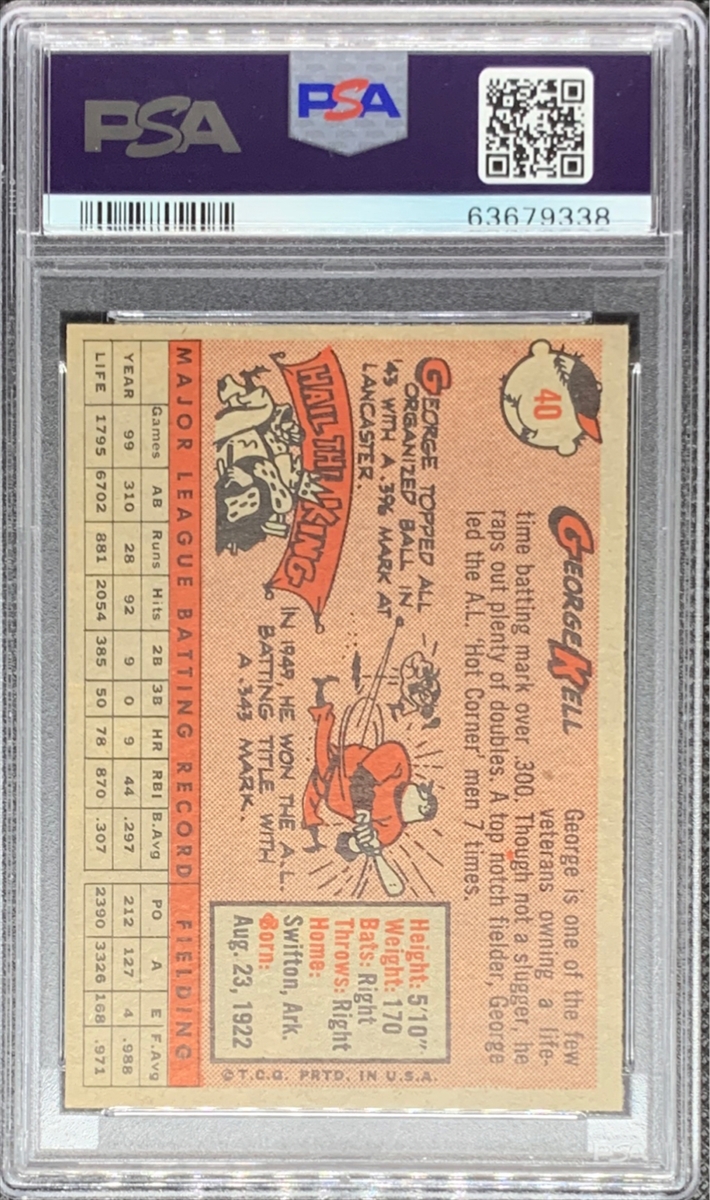 PSA
PSA
63679338
40
GEORGE KELL
George is one of the few
veterans owning a life-
time batting mark over .300. Though not a slugger, he
raps out plenty of doubles. A top notch fielder, George
led the A.L. 'Hot Corner' men 7 times.
GEORGE TOPPED ALL
ORGANIZED BALL IN
'43 WITH A .396 MARK AT
LANCASTER.
HAIL THE KING
IN 1949, HE WON THE A.L.
BATTING TITLE WITH
A .343 MARK.
Height: 5'10"
Weight: 170
Bats: Right
Throws: Right
Home:
Swifton, Ark.
Born:
Aug. 23, 1922
©T.C.G. PRTD. IN U.S.A.
MAJOR LEAGUE BATTING RECORD FIELDING
Games AB Runs Hits 2B 3B HR RBI B.Avg PO A E F.Avg
YEAR 99 310 28 92 9 0 9 44 .297 212 127 4 .988
LIFE 1795 6702 881 2054 385 50 78 870 .307 2390 3326 168 .971
PSA